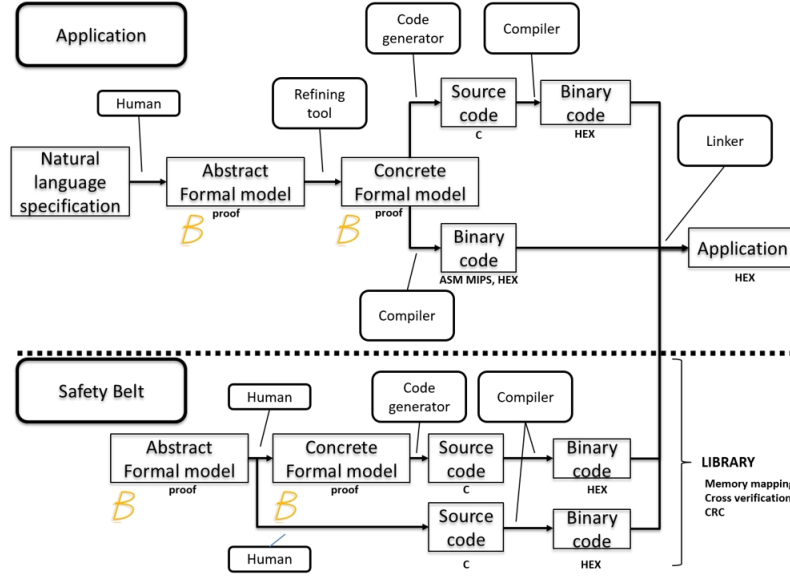 Application
Code
generator
Compiler
Human
Refining
tool
Source
code
C
Binary
code
HEX
Linker
Natural
language
specification
Abstract
Formal model
proof
B
Concrete
Formal model
proof
B
Binary
code
ASM MIPS, HEX
Application
HEX
Compiler
Safety Belt
Human
Code
generator
Compiler
Abstract
Formal model
proof
B
Concrete
Formal model
proof
B
Source
code
C
Binary
code
HEX
LIBRARY
Memory mapping
Cross verification
CRC
Source
code
C
Binary
code
HEX
Human